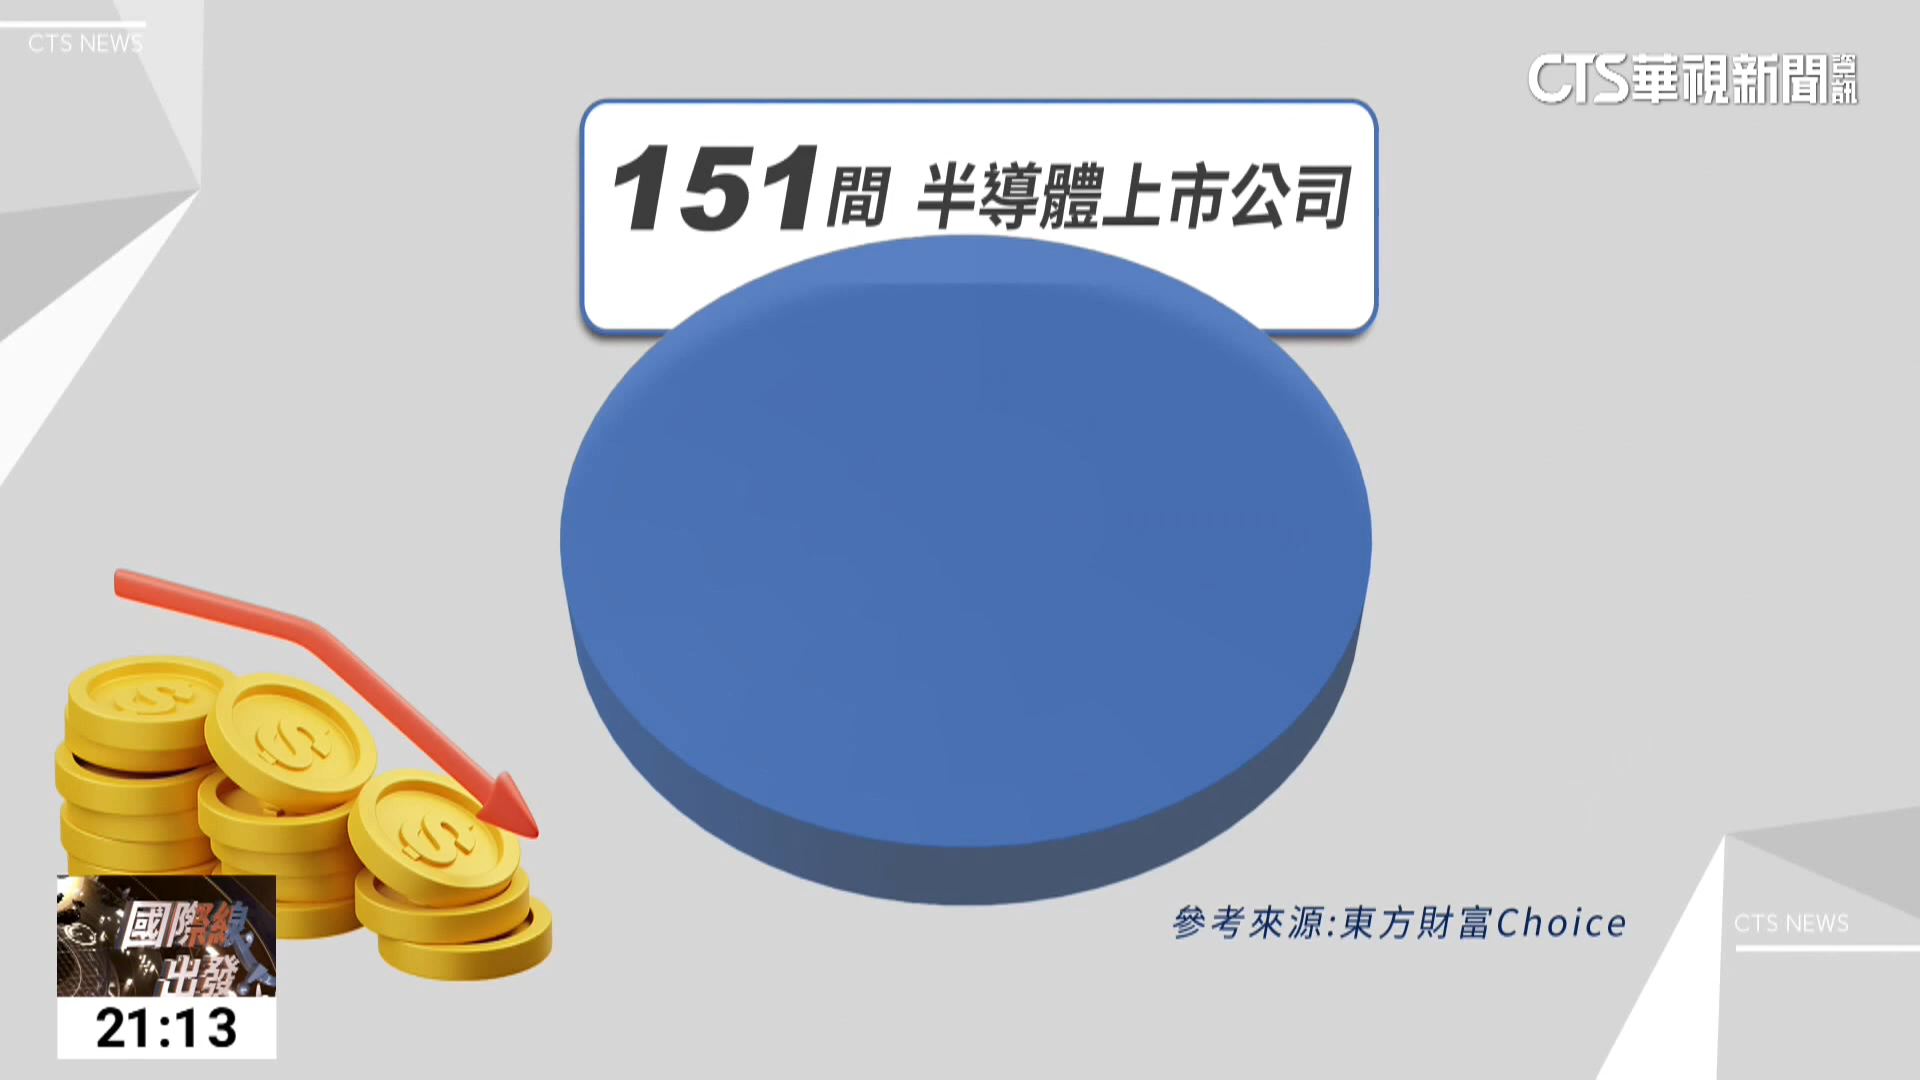 CTS NEWS
CTS華視新聞資訊
151間 半導體上市公司
參考來源:東方財富Choice
CTS NEWS
國際線
出發
21:13